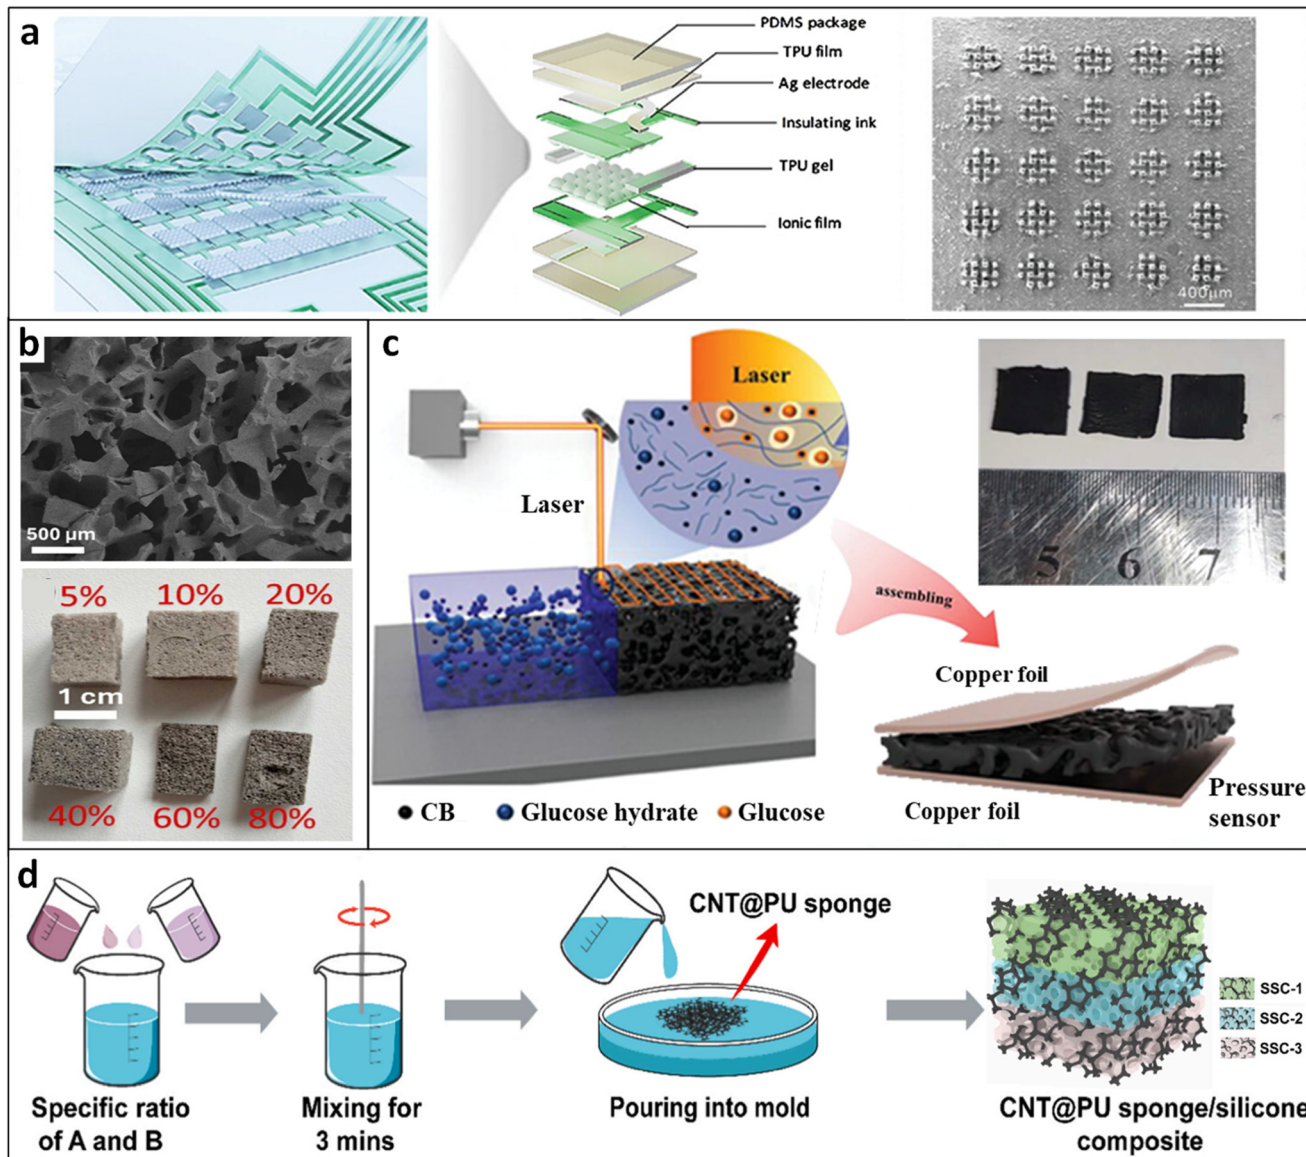 a
PDMS package
TPU film
Ag electrode
Insulating ink
TPU gel
Ionic film
400μm
b
500 μm
5% 10% 20%
1 cm
40% 60% 80%
c
Laser
Laser
5 6 7
assembling
Copper foil
Copper foil
Pressure
sensor
CB Glucose hydrate Glucose
d
CNT@PU sponge
SSC-1
SSC-2
SSC-3
Specific ratio
of A and B
Mixing for
3 mins
Pouring into mold
CNT@PU sponge/silicone
composite